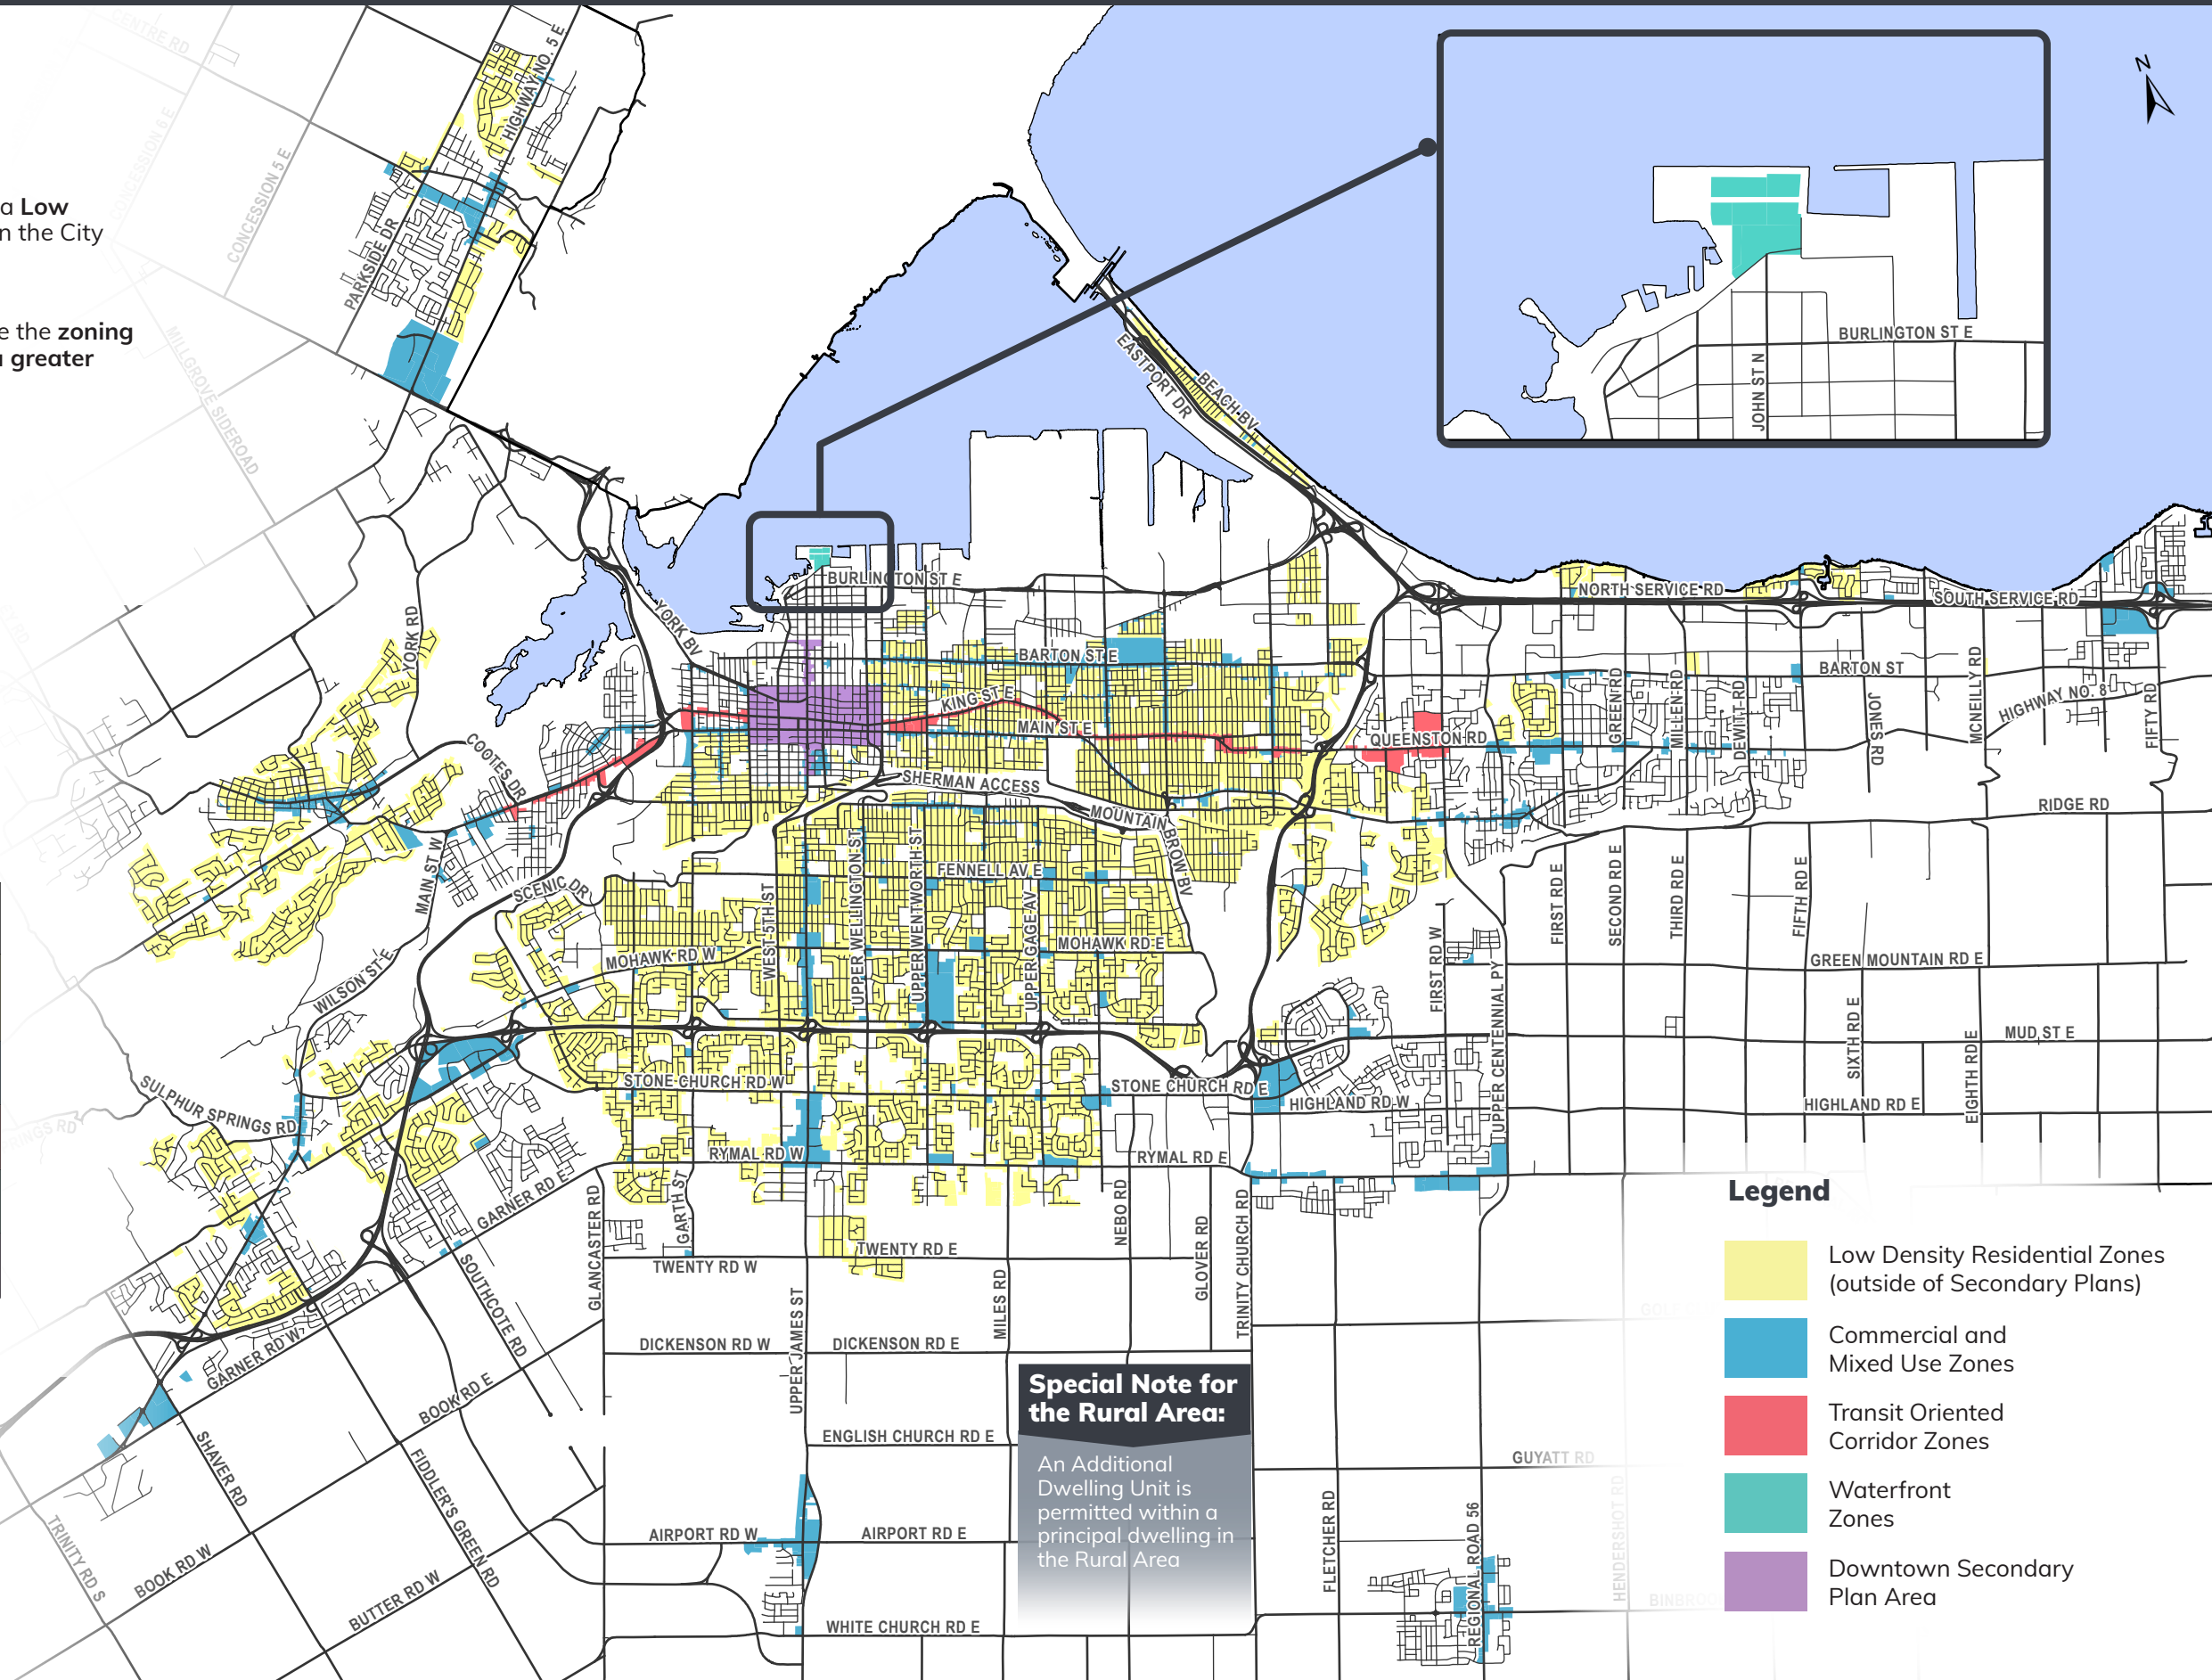 a Low
n the City
e the zoning
greater
CENTRE RD
CONCESSION 6 E
CONCESSION 5 E
HIGHWAY NO. 5 E
PARKSIDE DR
MILLGROVE SIDEROAD
N
BURLINGTON ST E
JOHN ST N
EASTPORT DR
BEACH BV
BURLINGTON ST E
YORK BV
YORK RD
NORTH SERVICE RD
SOUTH SERVICE RD
BARTON ST E
BARTON ST
KING ST E
MAIN ST E
QUEENSTON RD
GREEN RD
MILLEN RD
DEWITT RD
JONES RD
MCNEILLY RD
HIGHWAY NO. 8
FIFTY RD
COOTES DR
SHERMAN ACCESS
MOUNTAIN BROW BV
RIDGE RD
MAIN ST W
SCENIC DR
FENNELL AV E
WEST 5TH ST
UPPER WELLINGTON ST
UPPER WENTWORTH ST
UPPER GAGE AV
FIRST RD E
SECOND RD E
THIRD RD E
FIFTH RD E
MOHAWK RD W
MOHAWK RD E
FIRST RD W
UPPER CENTENNIAL PY
GREEN MOUNTAIN RD E
WILSON ST E
SIXTH RD E
EIGHTH RD E
MUD ST E
SULPHUR SPRINGS RD
RINGS RD
STONE CHURCH RD W
STONE CHURCH RD E
HIGHLAND RD W
HIGHLAND RD E
RYMAL RD W
RYMAL RD E
GARNER RD E
GLANCASTER RD
GARTH ST
NEBO RD
GLOVER RD
TRINITY CHURCH RD
TWENTY RD E
TWENTY RD W
SOUTHCOTE RD
MILES RD
UPPER JAMES ST
DICKENSON RD W
DICKENSON RD E
GARNER RD W
BOOK RD E
SHAVER RD
FIDDLER'S GREEN RD
ENGLISH CHURCH RD E
GUYATT RD
AIRPORT RD W
AIRPORT RD E
FLETCHER RD
REGIONAL ROAD 56
HENDERSHOT RD
BINBRO
TRINITY RD S
BOOK RD W
BUTTER RD W
WHITE CHURCH RD E
Special Note for
the Rural Area:
An Additional
Dwelling Unit is
permitted within a
principal dwelling in
the Rural Area
Legend
Low Density Residential Zones
(outside of Secondary Plans)
Commercial and
Mixed Use Zones
Transit Oriented
Corridor Zones
Waterfront
Zones
Downtown Secondary
Plan Area